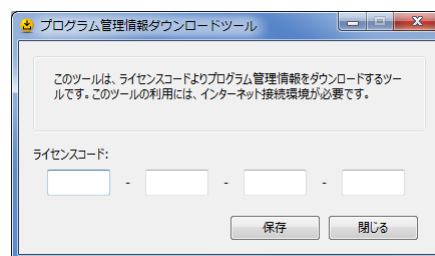 プログラム管理情報ダウンロードツール
このツールは、ライセンスコードよりプログラム管理情報をダウンロードするツー
ルです。このツールの利用には、インターネット接続環境が必要です。
ライセンスコード:
- - -
保存 閉じる